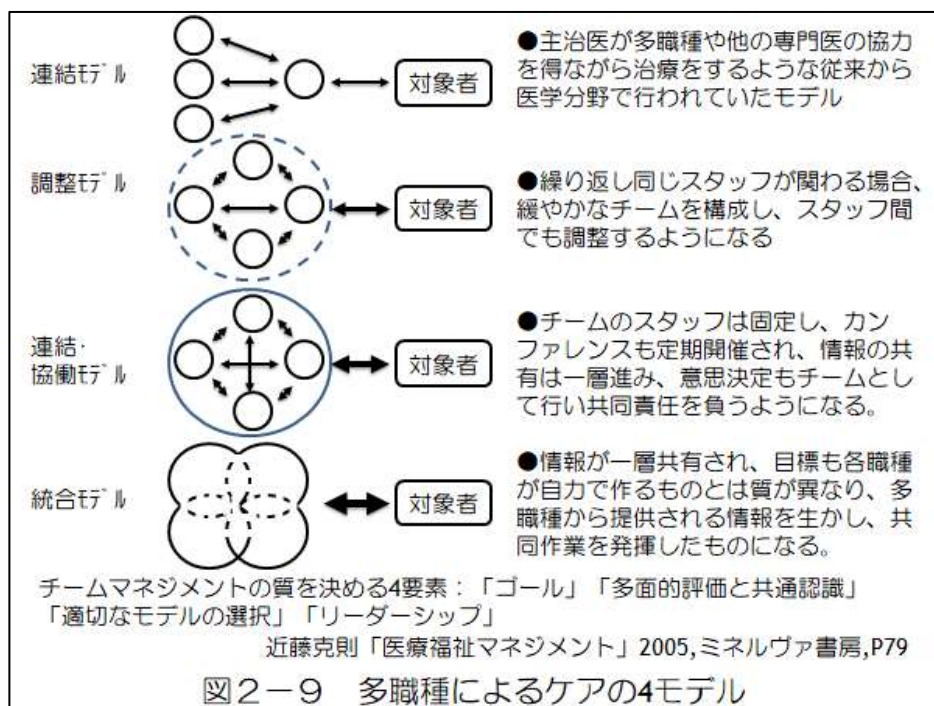 連結モデル
対象者
●主治医が多職種や他の専門医の協力
を得ながら治療をするような従来から
医学分野で行われていたモデル
調整ﾓﾃﾞﾙ
対象者
●繰り返し同じスタッフが関わる場合、
緩やかなチームを構成し、スタッフ間
でも調整するようになる
連結・
協働モデル
対象者
●チームのスタッフは固定し、カン
ファレンスも定期開催され、情報の共
有は一層進み、意思決定もチームとし
て行い共同責任を負うようになる。
統合モデル
対象者
●情報が一層共有され、目標も各職種
が自力で作るものとは質が異なり、多
職種から提供される情報を生かし、共
同作業を発揮したものになる。
チームマネジメントの質を決める4要素：「ゴール」「多面的評価と共通認識」
「適切なモデルの選択」「リーダーシップ」
近藤克則「医療福祉マネジメント」2005,ミネルヴァ書房,P79
図２－９ 多職種によるケアの4モデル